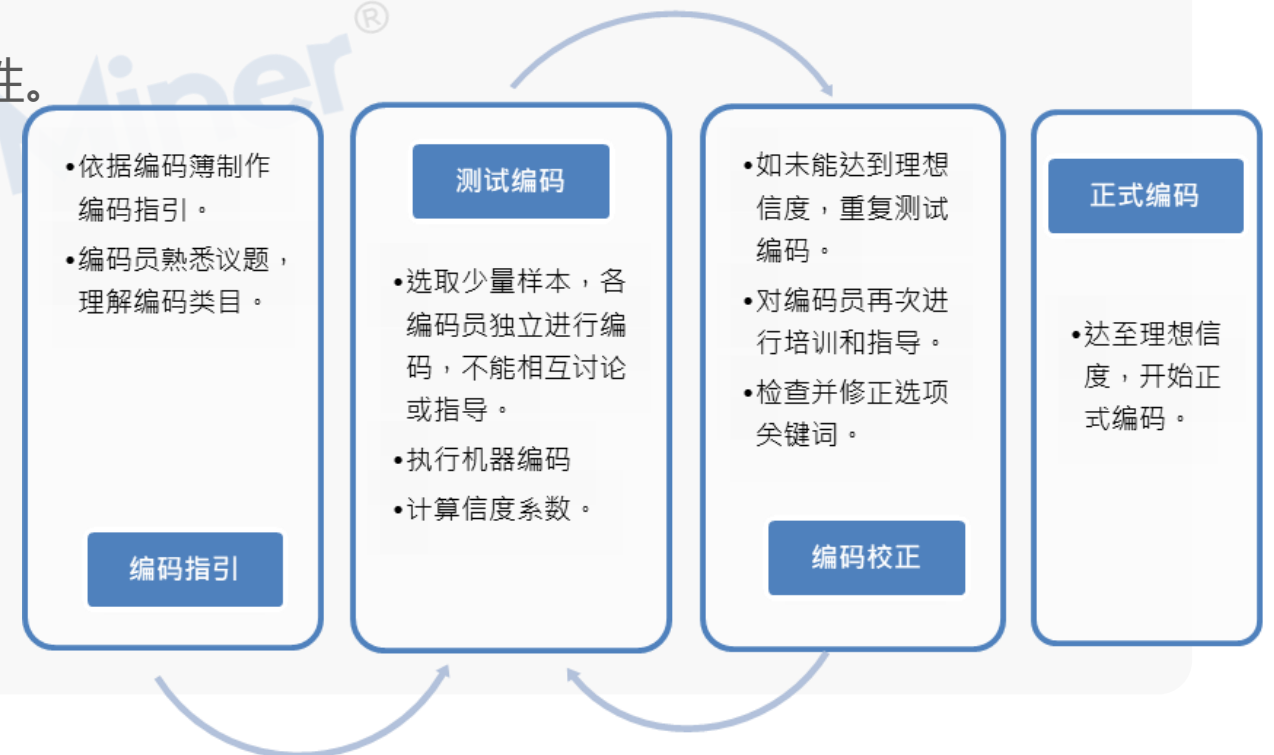 Miner®
性。
•依据编码簿制作
编码指引。
•编码员熟悉议题，
理解编码类目。
编码指引
测试编码
•选取少量样本，各
编码员独立进行编
码，不能相互讨论
或指导。
•执行机器编码
•计算信度系数。
•如未能达到理想
信度，重复测试
编码。
•对编码员再次进
行培训和指导。
•检查并修正选项
关键词。
编码校正
正式编码
•达至理想信
度，开始正
式编码。